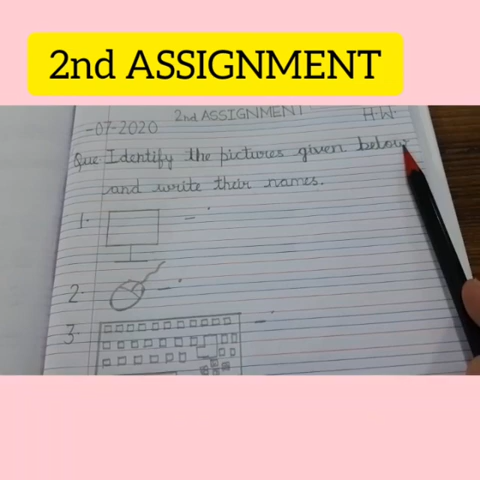 2nd ASSIGNMENT
2nd ASSIGNMENT
H.W.
-07-2020
Que. Identify the pictures given below
and write their names.
1.
2.
3.